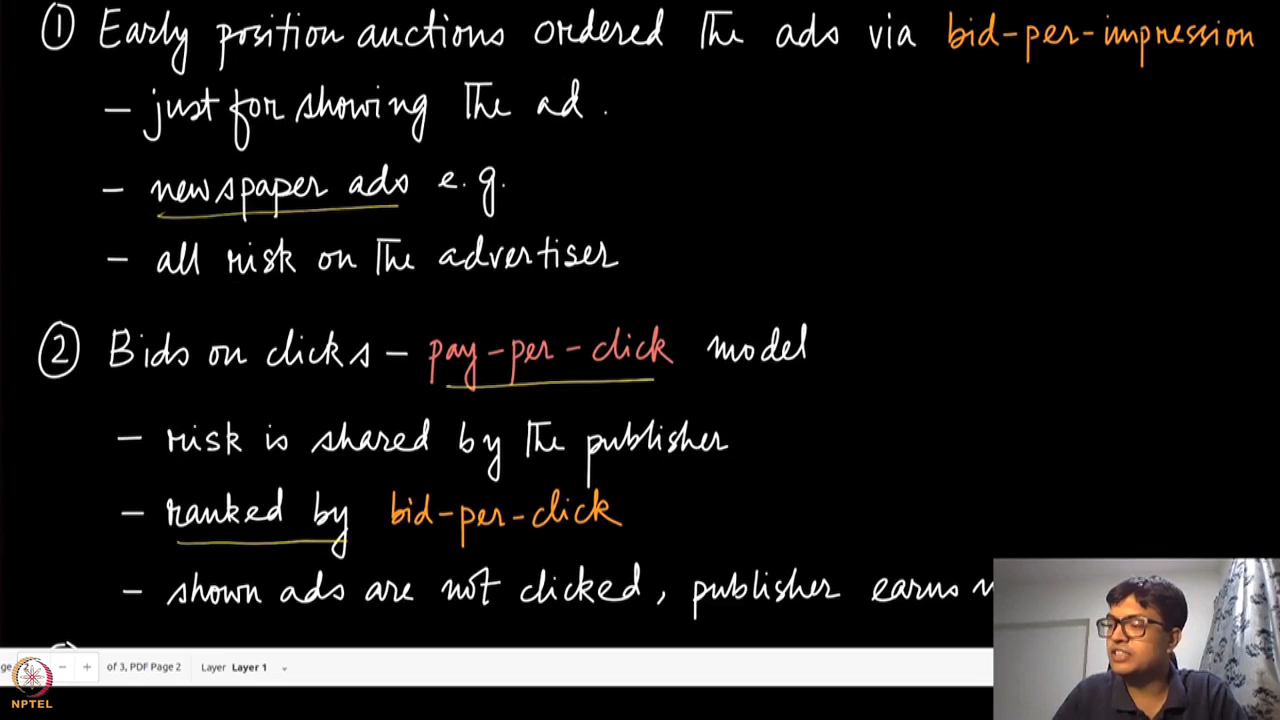 ① Early position auctions ordered the ads via bid-per-impression
- just for showing the ad.
- newspaper ads e.g.
- all risk on the advertiser
② Bids on clicks - pay-per-click model
- risk is shared by the publisher
- ranked by bid-per-click
- shown ads are not clicked, publisher earns
of 3, PDF Page 2 Layer Layer 1
NPTEL